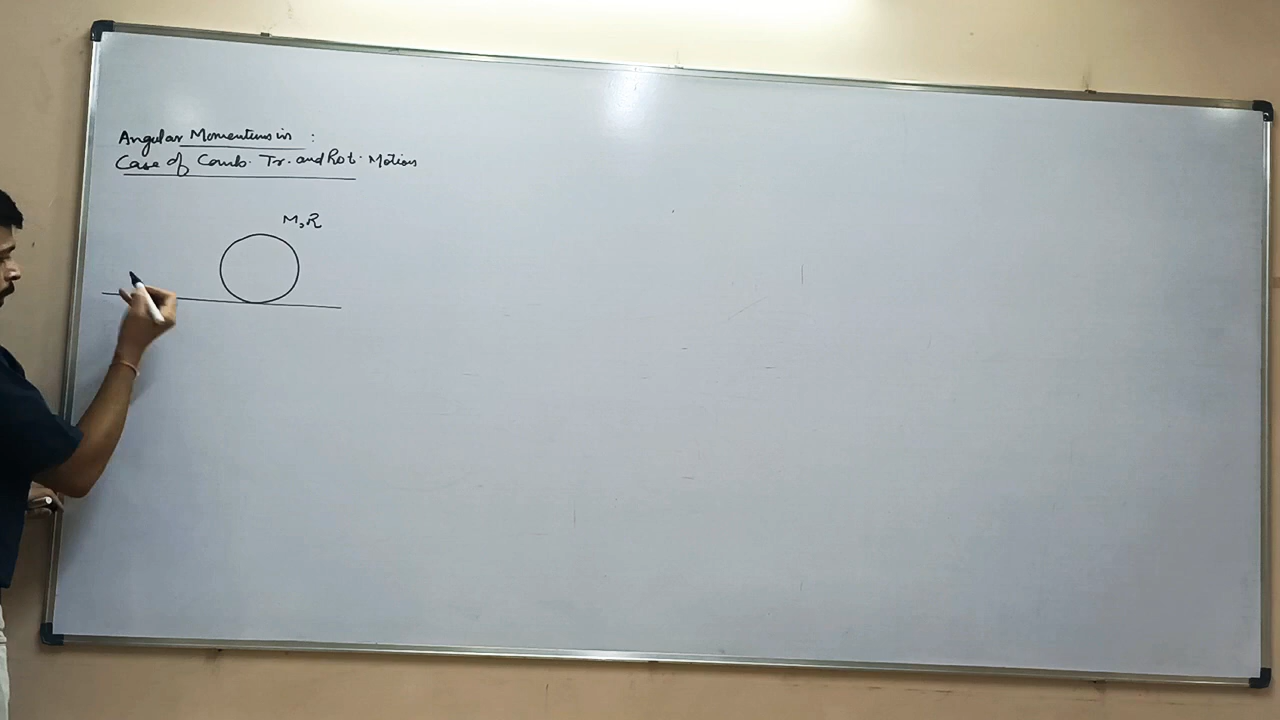 Angular Momentum in :
Case of Comb. Tr. and Rot. Motion
M, R